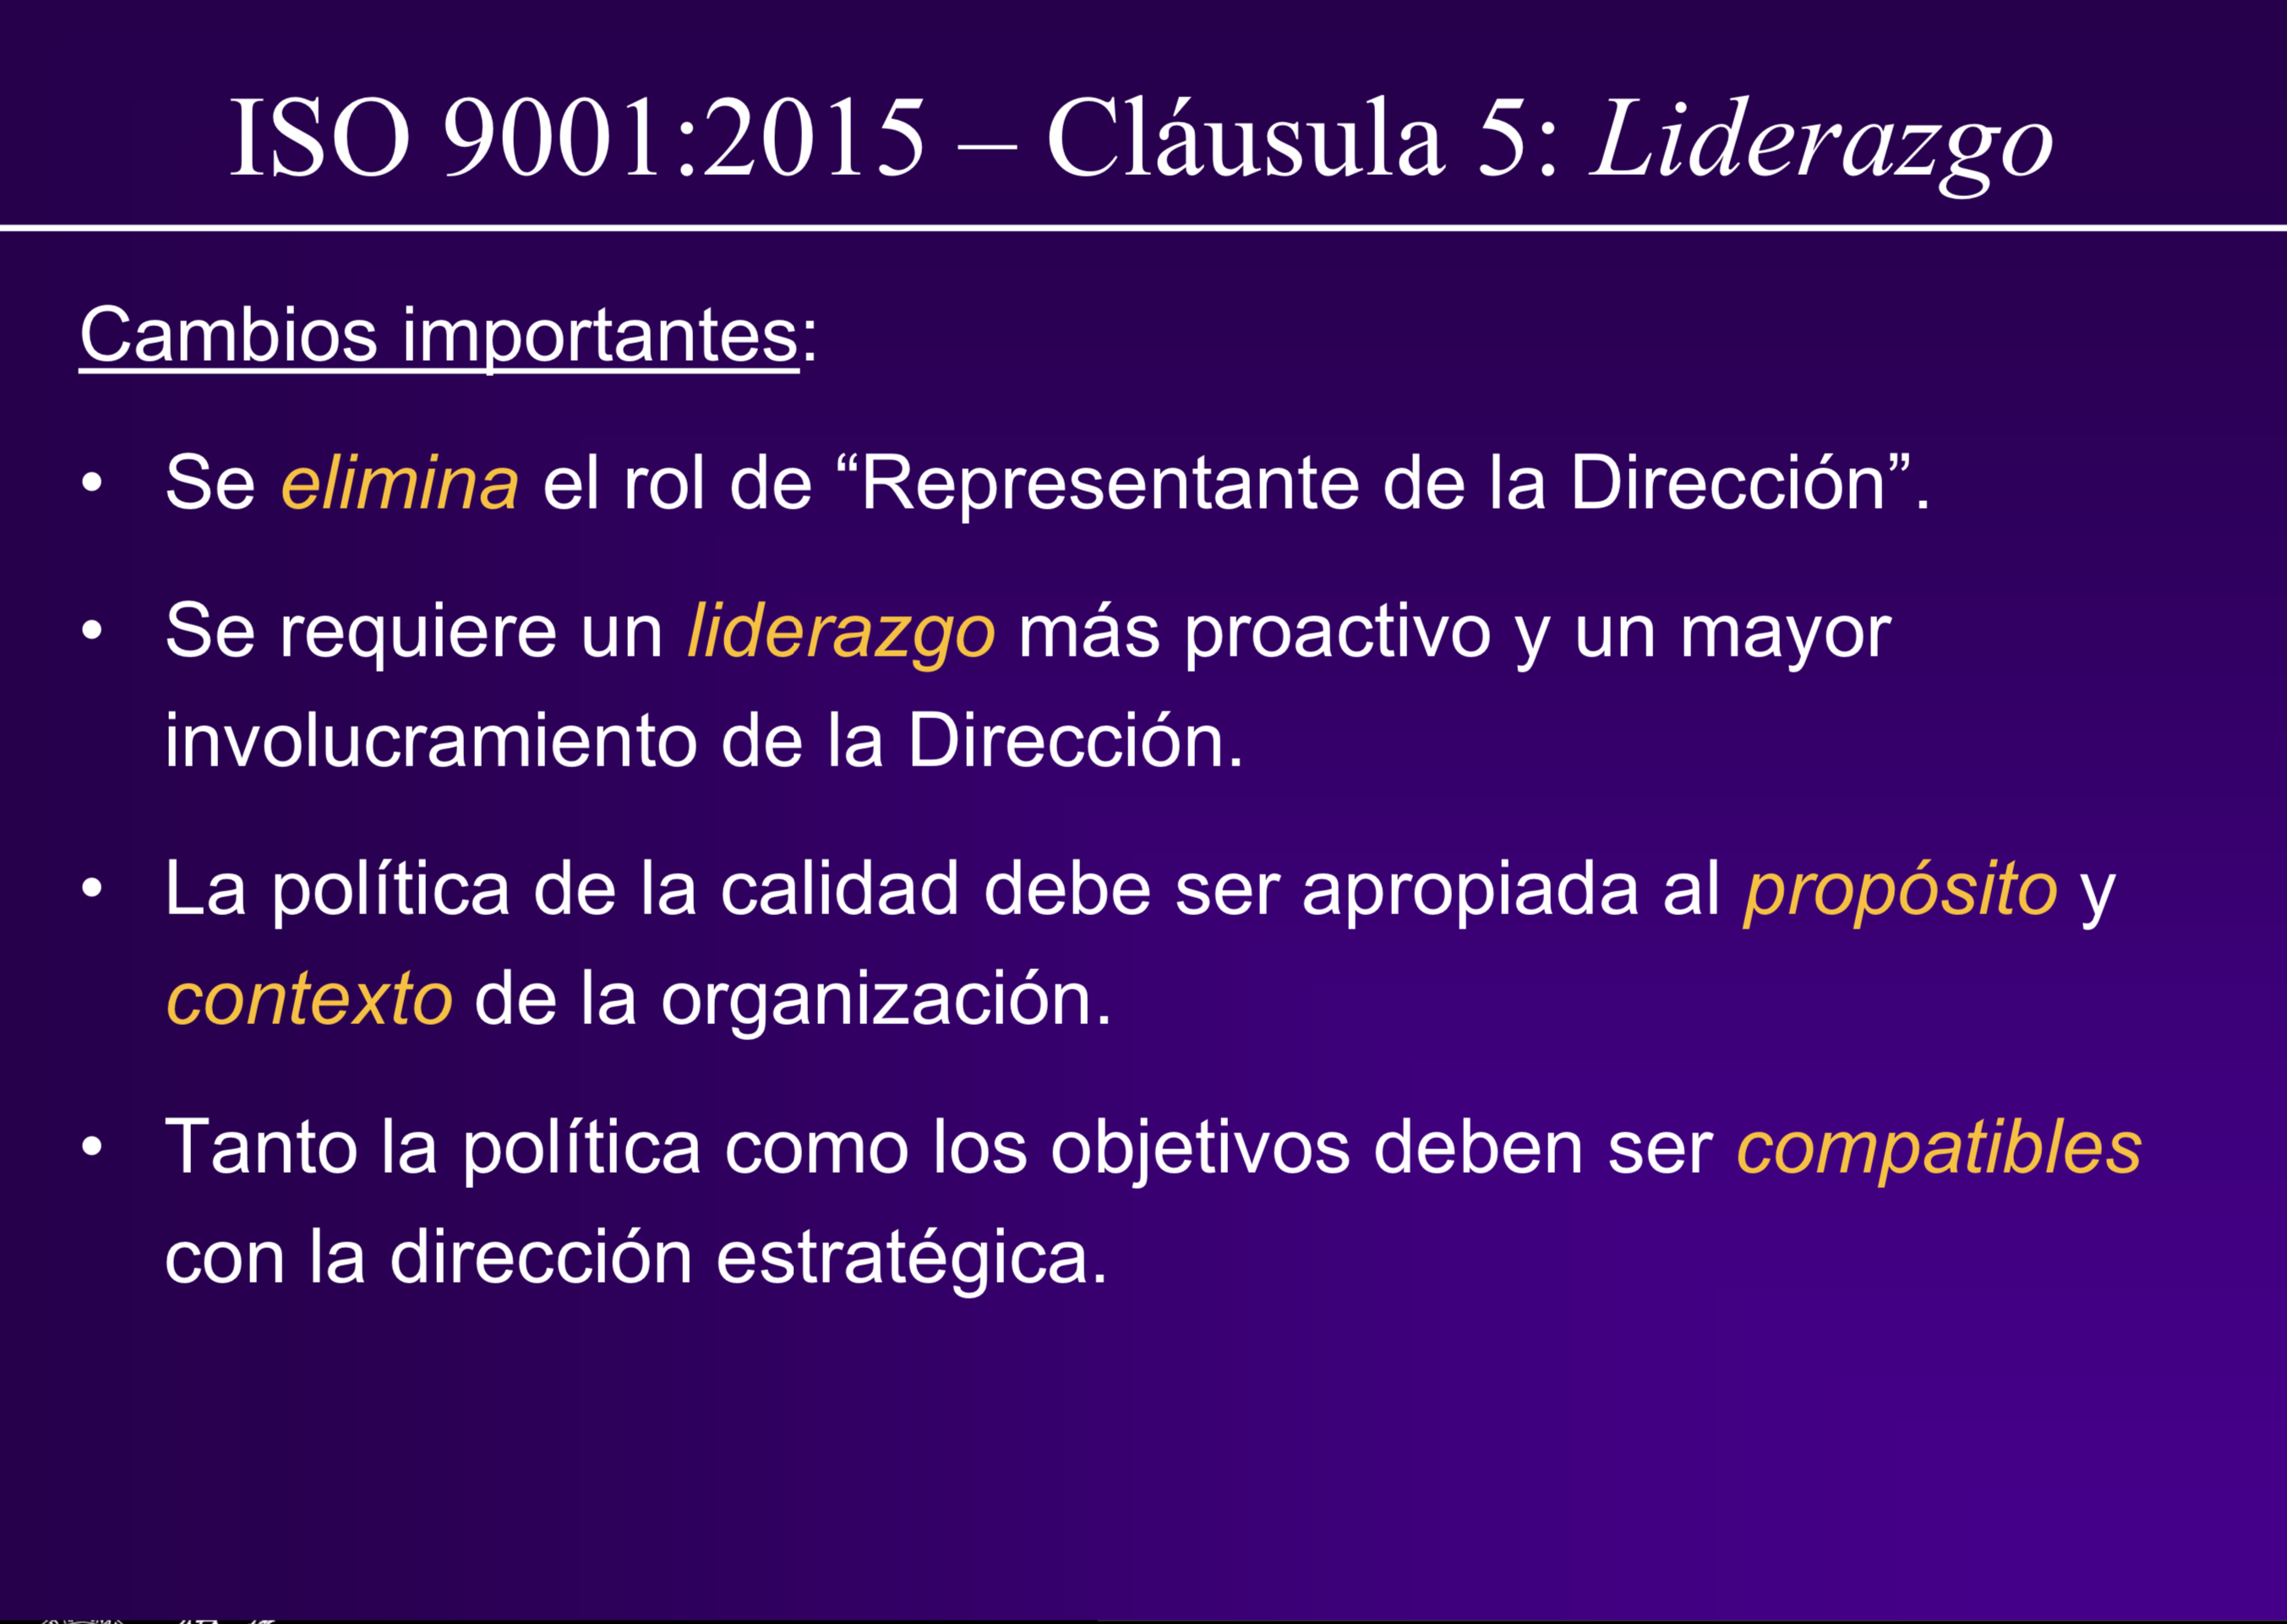 ISO 9001:2015 – Cláusula 5: Liderazgo
Cambios importantes:
• Se elimina el rol de “Representante de la Dirección”.
• Se requiere un liderazgo más proactivo y un mayor
involucramiento de la Dirección.
• La política de la calidad debe ser apropiada al propósito y
contexto de la organización.
• Tanto la política como los objetivos deben ser compatibles
con la dirección estratégica.